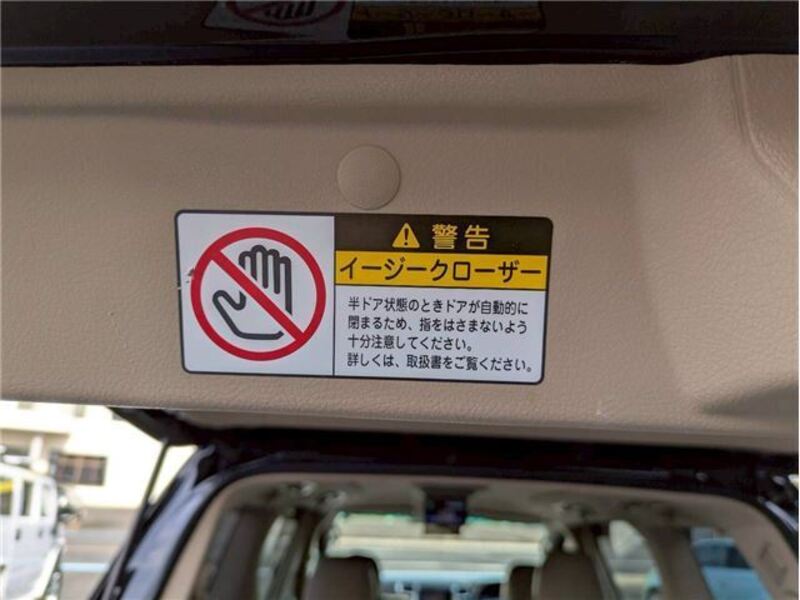 警告
イージークローザー
半ドア状態のときドアが自動的に
閉まるため、指をはさまないよう
十分注意してください。
詳しくは、取扱書をご覧ください。